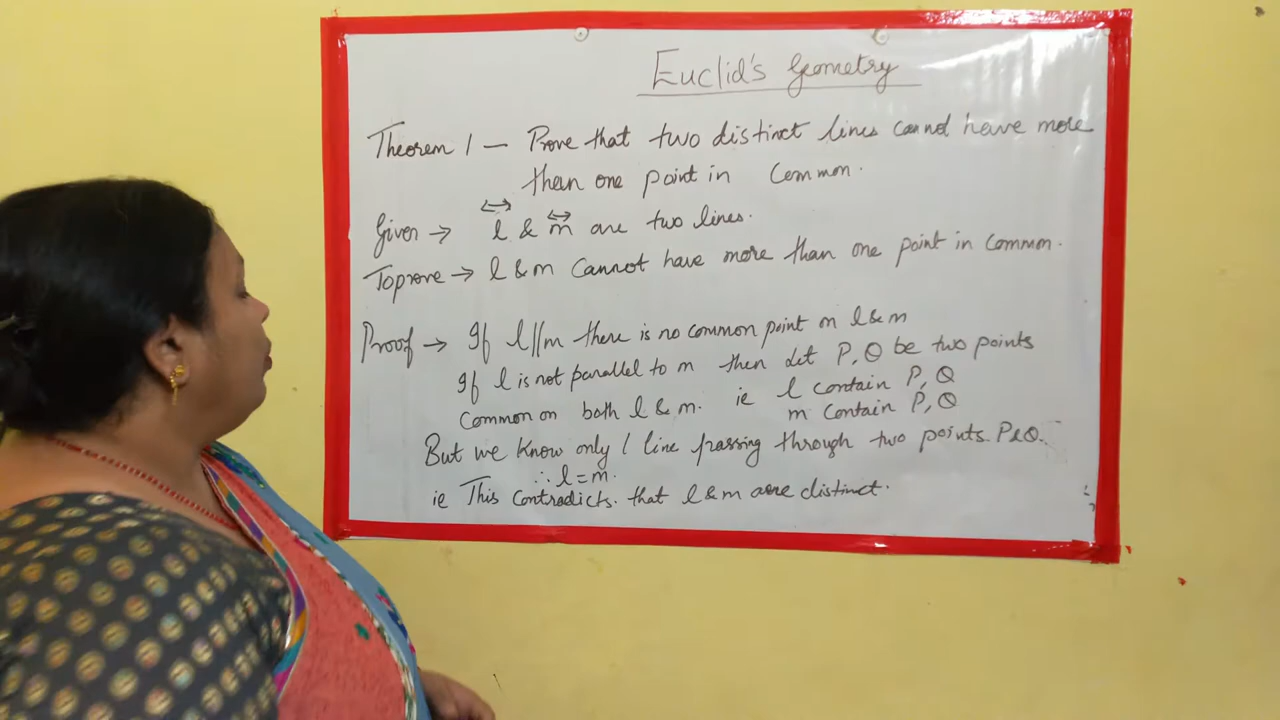 Euclid's Geometry
Theorem 1 — Prove that two distinct lines cannot have more
than one point in Common.
Given → l & m are two lines.
Toprove → l & m Cannot have more than one point in Common.
Proof → If l||m there is no common point on l & m
If l is not parallel to m then Let P, Q be two points
Common on both l & m. ie l contain P, Q
m Contain P, Q
But we Know only 1 line passing through two points. P & Q.
∴ l = m.
ie This Contradicts. that l & m are distinct.